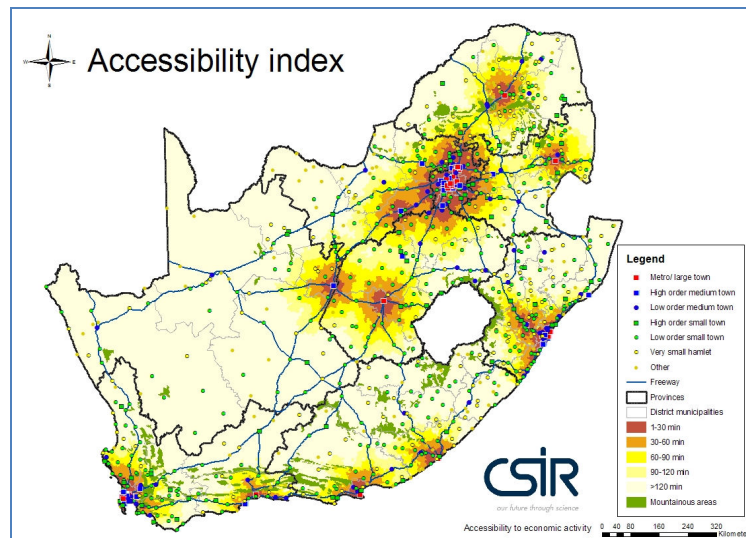 N
W E
S
Accessibility index
Legend
Metro/ large town
High order medium town
Low order medium town
High order small town
Low order small town
Very small hamlet
Other
Freeway
Provinces
District municipalities
1-30 min
30-60 min
60-90 min
90-120 min
>120 min
Mountainous areas
CSIR
our future through science
Accessibility to economic activity
0 40 80 160 240 320
Kilomete